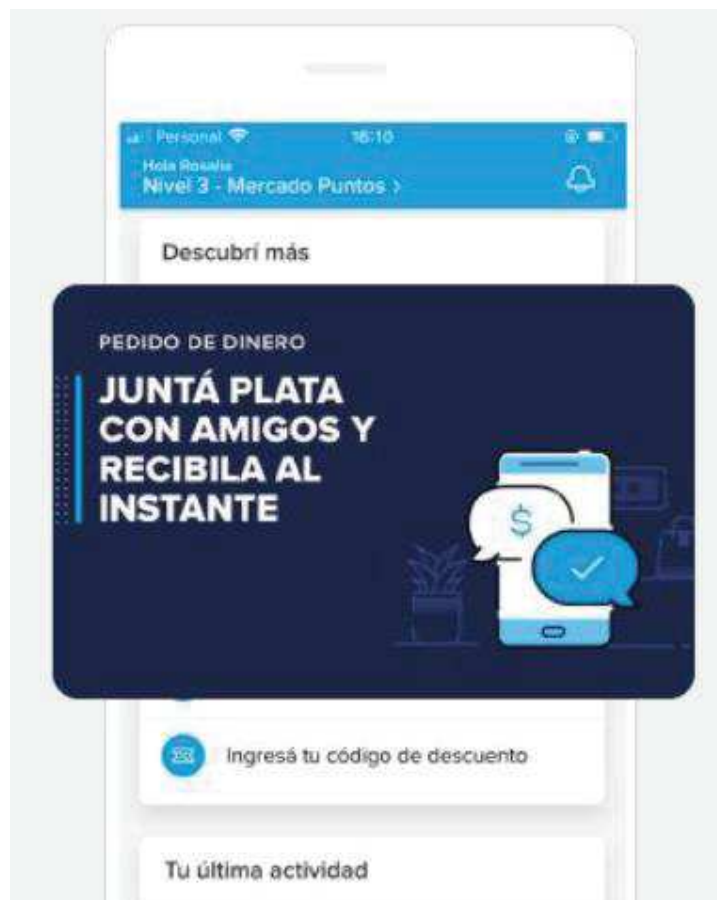 Personal 16:10
Hola Rosalia
Nivel 3 - Mercado Puntos >
Descubrí más
PEDIDO DE DINERO
JUNTÁ PLATA
CON AMIGOS Y
RECIBILA AL
INSTANTE
$
Ingresá tu código de descuento
Tu última actividad